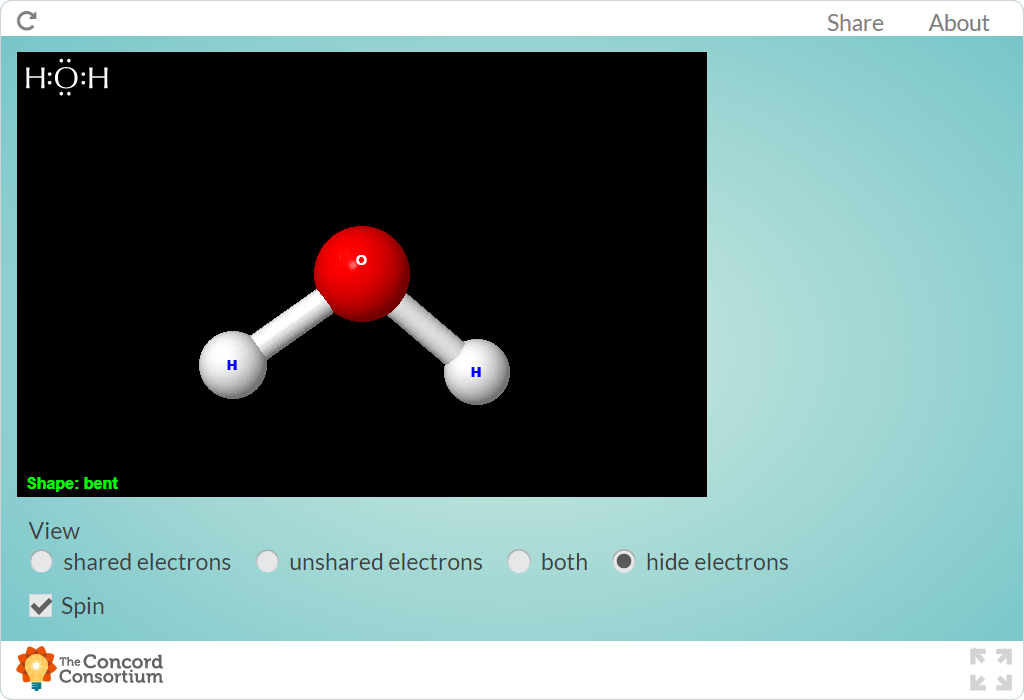 Share About
H:Ö:H
O
H
H
Shape: bent
View
shared electrons unshared electrons both hide electrons
Spin
The Concord
Consortium